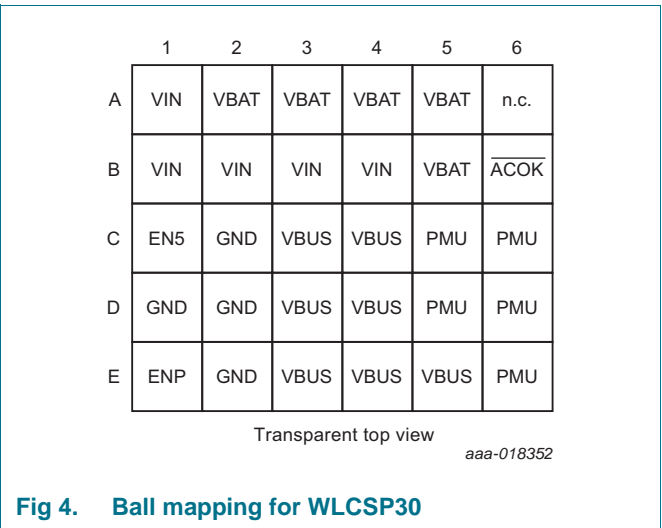 1 2 3 4 5 6
A VIN VBAT VBAT VBAT VBAT n.c.
B VIN VIN VIN VIN VBAT A̅C̅O̅K̅
C EN5 GND VBUS VBUS PMU PMU
D GND GND VBUS VBUS PMU PMU
E ENP GND VBUS VBUS VBUS PMU
Transparent top view
aaa-018352
Fig 4. Ball mapping for WLCSP30